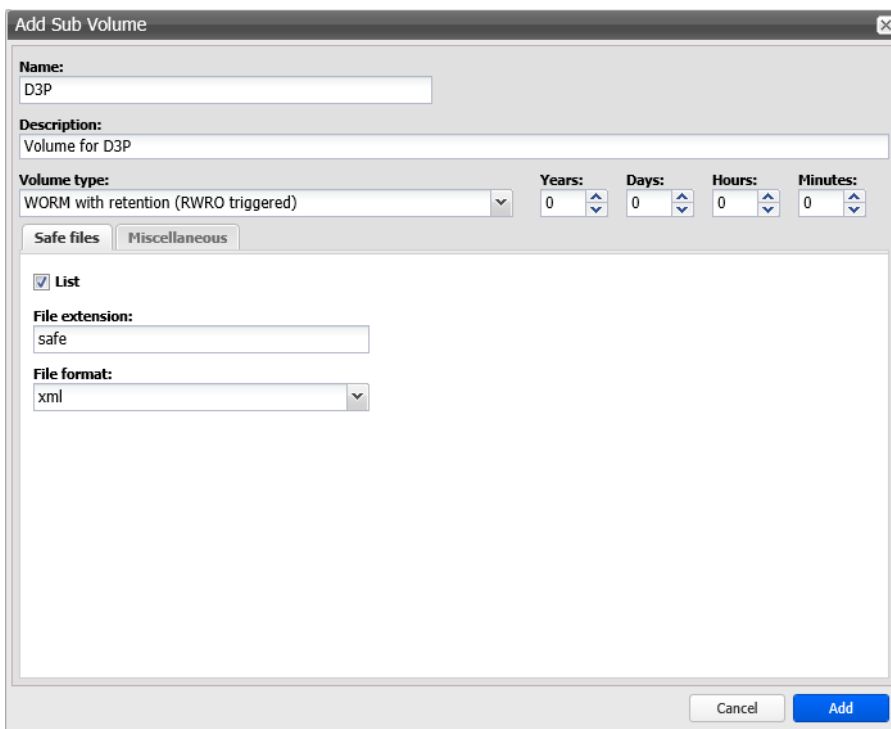 Add Sub Volume
Name:
D3P
Description:
Volume for D3P
Volume type: Years: Days: Hours: Minutes:
WORM with retention (RWRO triggered) 0 0 0 0
Safe files Miscellaneous
List
File extension:
safe
File format:
xml
Cancel Add